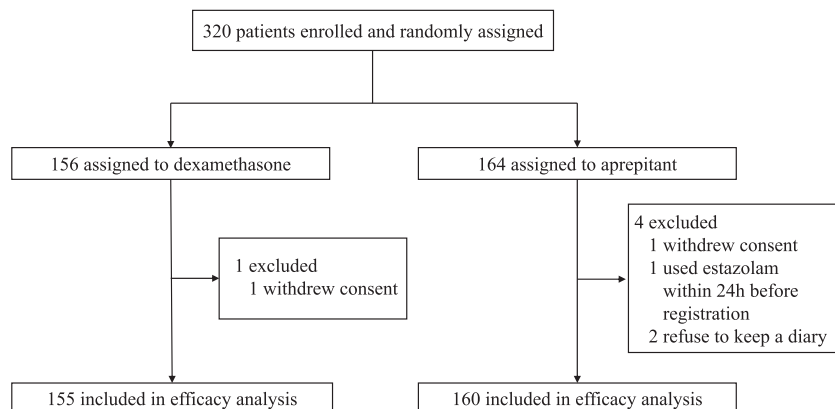 320 patients enrolled and randomly assigned
156 assigned to dexamethasone
164 assigned to aprepitant
1 excluded
1 withdrew consent
4 excluded
1 withdrew consent
1 used estazolam
within 24h before
registration
2 refuse to keep a diary
155 included in efficacy analysis
160 included in efficacy analysis